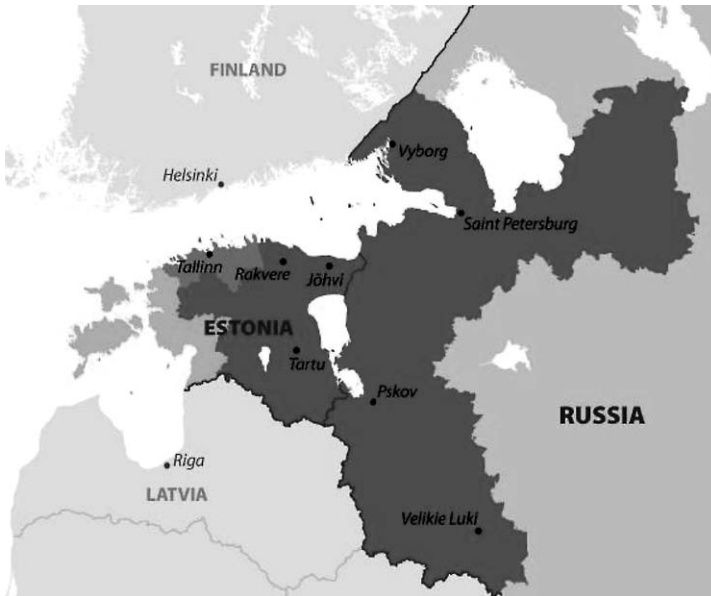 FINLAND
Vyborg
Helsinki
Saint Petersburg
Tallinn
Rakvere
Jõhvi
ESTONIA
Tartu
Pskov
RUSSIA
Riga
LATVIA
Velikie Luki